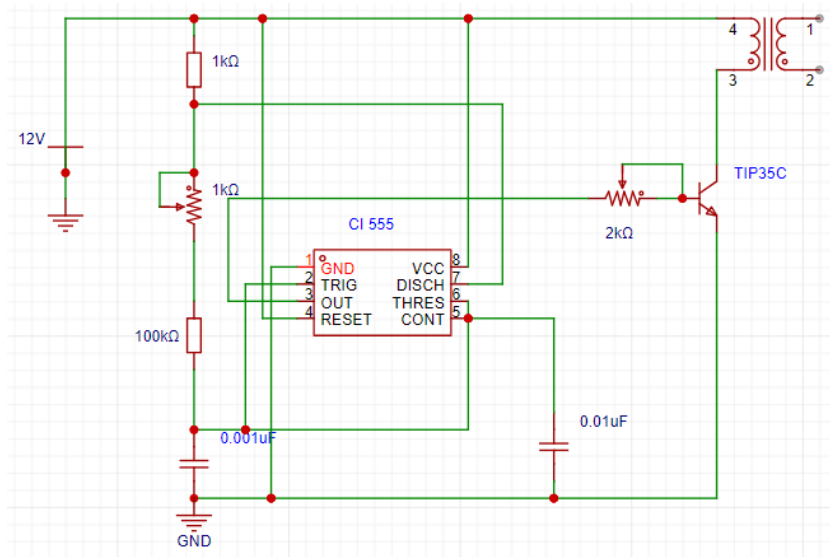 4
1
1kΩ
3
2
12V
TIP35C
1kΩ
2kΩ
CI 555
1
GND
VCC
8
2
TRIG
DISCH
7
3
OUT
THRES
6
4
RESET
CONT
5
100kΩ
0.01uF
0.001uF
GND